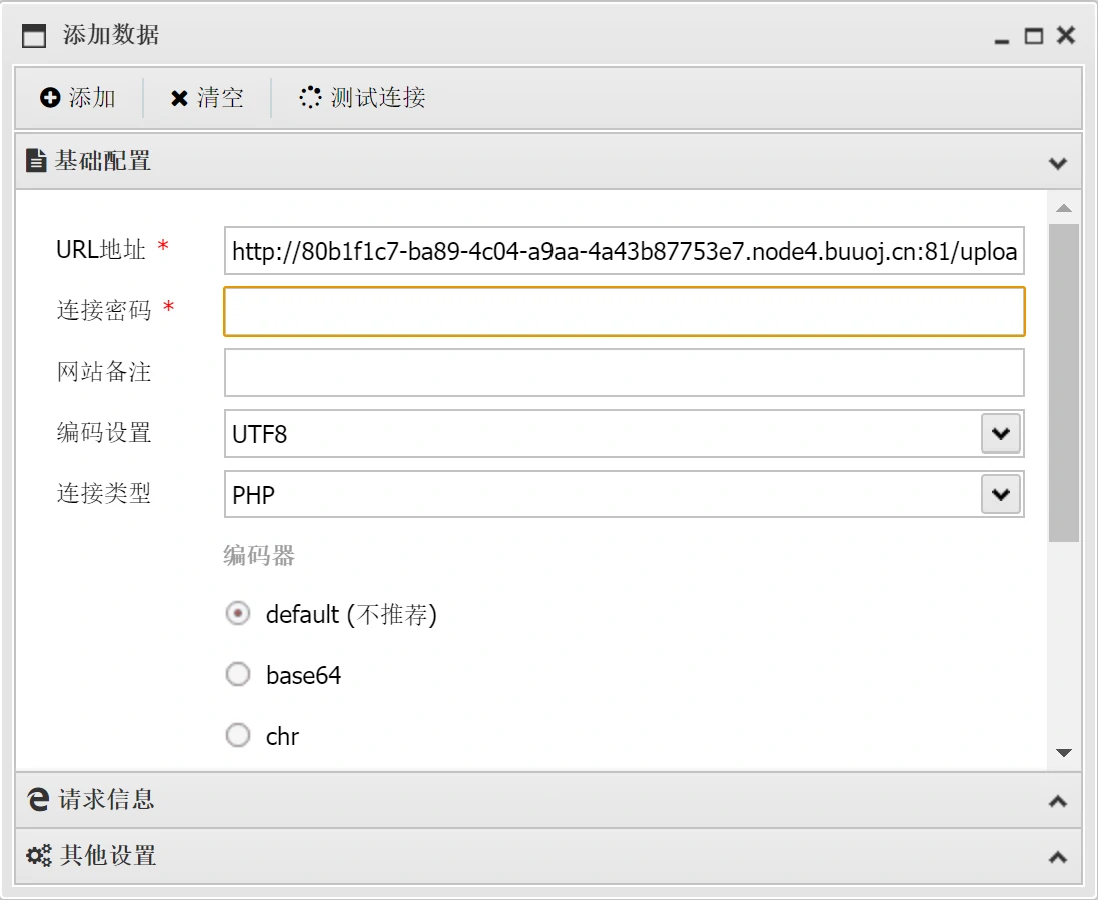 添加数据
添加 清空 测试连接
基础配置
URL地址 * http://80b1f1c7-ba89-4c04-a9aa-4a43b87753e7.node4.buuoj.cn:81/uploa
连接密码 *
网站备注
编码设置 UTF8
连接类型 PHP
编码器
default (不推荐)
base64
chr
请求信息
其他设置